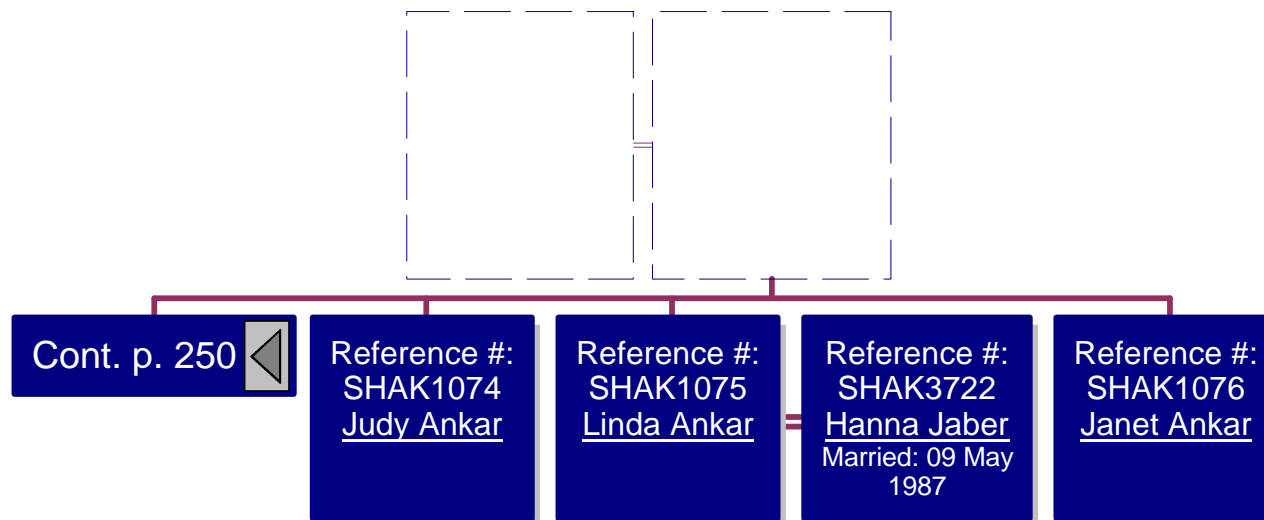 Cont. p. 250
Reference #:
SHAK1074
Judy Ankar
Reference #:
SHAK1075
Linda Ankar
Reference #:
SHAK3722
Hanna Jaber
Married: 09 May
1987
Reference #:
SHAK1076
Janet Ankar